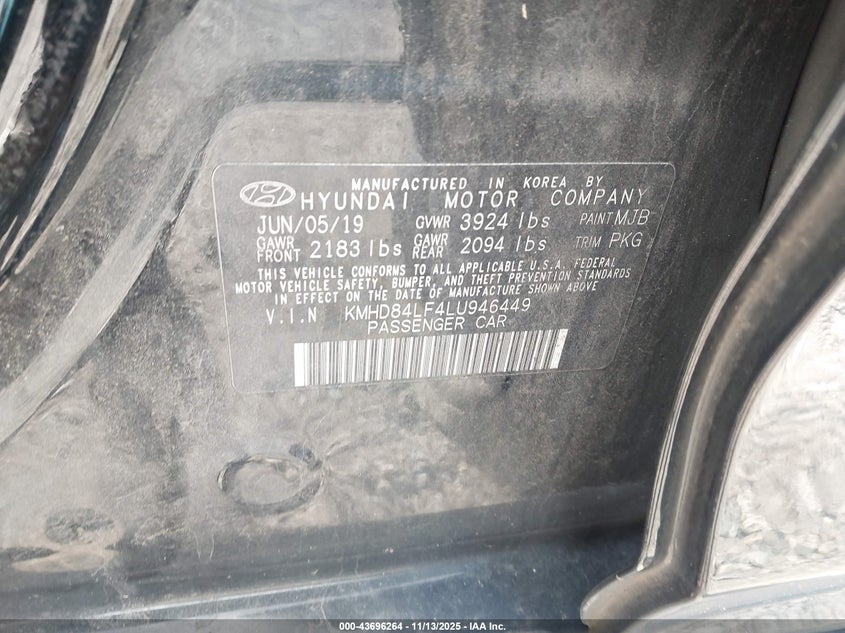 MANUFACTURED IN KOREA BY
HYUNDAI MOTOR COMPANY
JUN/05/19 GVWR 3924 lbs PAINT MJB
GAWR FRONT 2183 lbs GAWR REAR 2094 lbs TRIM PKG
THIS VEHICLE CONFORMS TO ALL APPLICABLE U.S.A. FEDERAL
MOTOR VEHICLE SAFETY, BUMPER, AND THEFT PREVENTION STANDARDS
IN EFFECT ON THE DATE OF MANUFACTURE SHOWN ABOVE
V.I.N KMHD84LF4LU946449
PASSENGER CAR
000-43696264 | 11/13/2025 - IAA Inc.